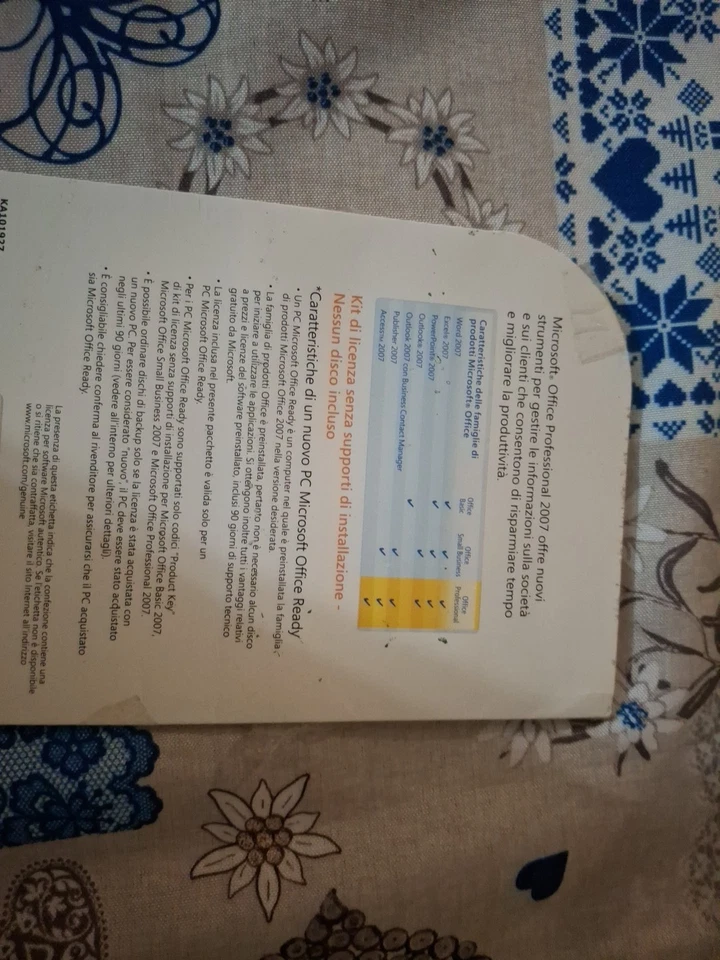 Microsoft® Office Professional 2007 offre nuovi
strumenti per gestire le informazioni sulla società
e sui clienti che consentono di risparmiare tempo
e migliorare la produttività.
Caratteristiche delle famiglie di
prodotti Microsoft® Office
Office
Basic
Office
Small Business
Office
Professional
Word 2007
Excel® 2007 ✓ ✓ ✓
PowerPoint® 2007 ✓ ✓ ✓
Outlook® 2007
Outlook 2007 con Business Contact Manager
Publisher 2007 ✓ ✓
Access™ 2007
Kit di licenza senza supporti di installazione -
Nessun disco incluso
*Caratteristiche di un nuovo PC Microsoft Office Ready
• Un PC Microsoft Office Ready è un computer nel quale è preinstallata la famiglia
di prodotti Microsoft Office 2007 nella versione desiderata.
• La famiglia di prodotti Office è preinstallata, pertanto non è necessario alcun disco
per iniziare a utilizzare le applicazioni. Si ottengono inoltre tutti i vantaggi relativi
a prezzi e licenze del software preinstallato, inclusi 90 giorni di supporto tecnico
gratuito da Microsoft.
• La licenza inclusa nel presente pacchetto è valida solo per un
PC Microsoft Office Ready.
• Per i PC Microsoft Office Ready sono supportati solo codici "Product Key"
di kit di licenza senza supporti di installazione per Microsoft Office Basic 2007,
Microsoft Office Small Business 2007 e Microsoft Office Professional 2007.
• È possibile ordinare dischi di backup solo se la licenza è stata acquistata con
un nuovo PC. Per essere considerato "nuovo", il PC deve essere stato acquistato
negli ultimi 90 giorni (vedere all'interno per ulteriori dettagli).
• È consigliabile chiedere conferma al rivenditore per assicurarsi che il PC acquistato
sia Microsoft Office Ready.
La presenza di questa etichetta indica che la confezione contiene una
licenza per software Microsoft autentico. Se l'etichetta non è disponibile
o si ritiene che sia contraffatta, visitare il sito Internet all'indirizzo
www.microsoft.com/genuine
KA101927